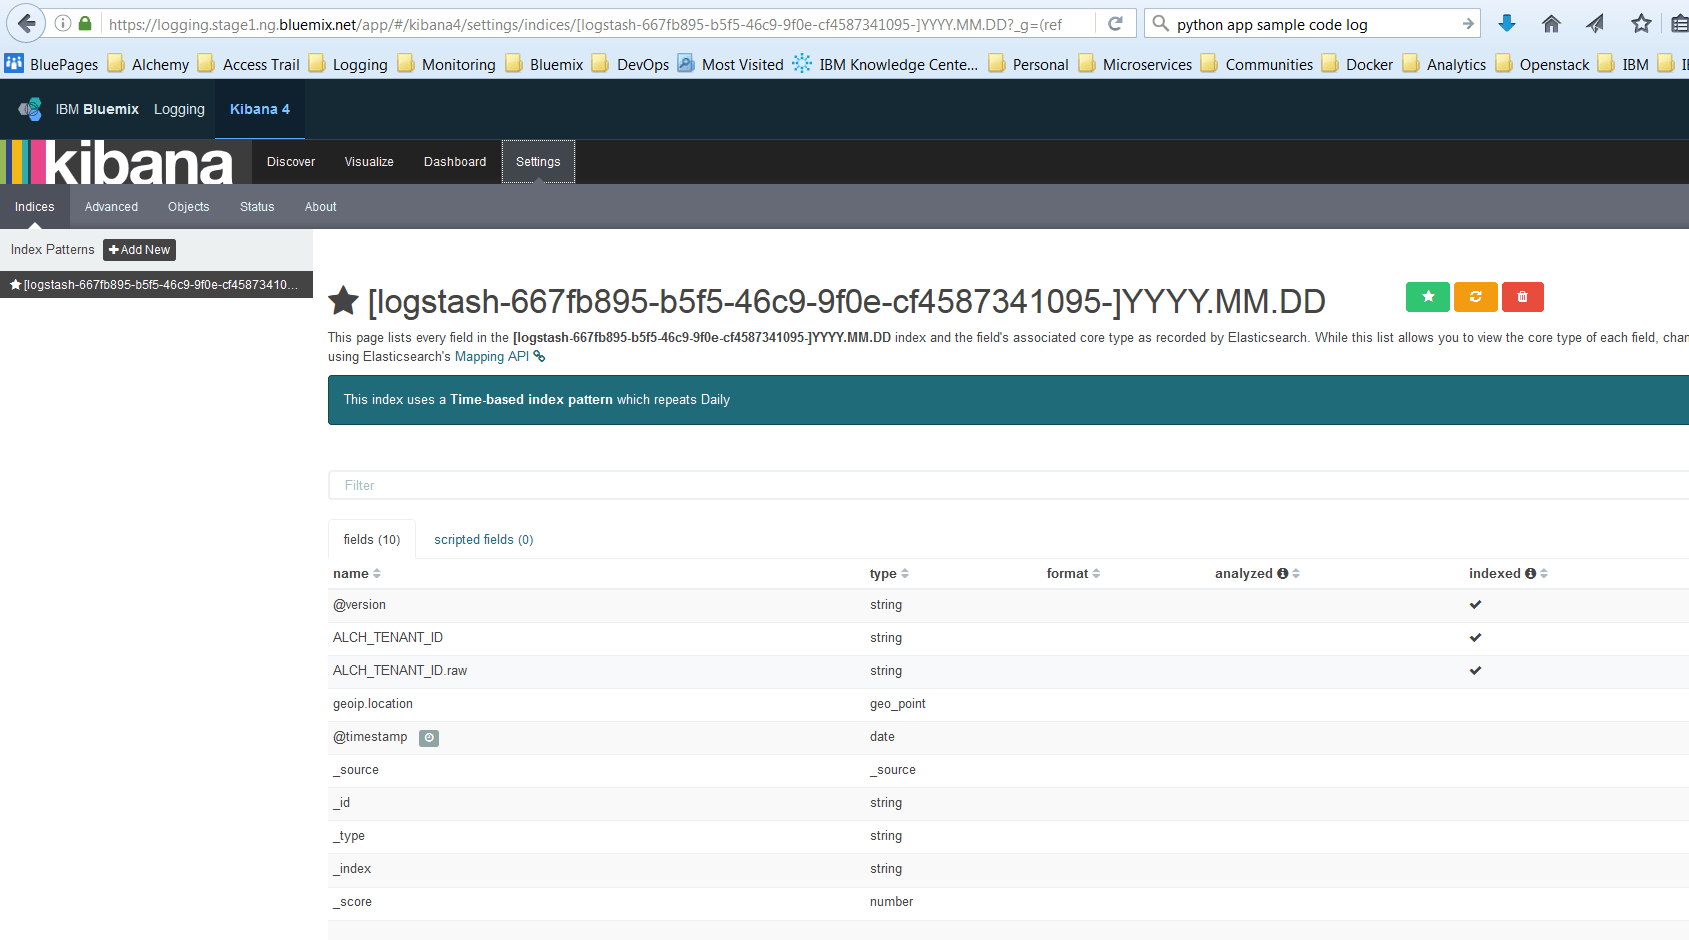 https://logging.stage1.ng.bluemix.net/app/#/kibana4/settings/indices/[logstash-667fb895-b5f5-46c9-9f0e-cf4587341095-]YYYY.MM.DD?_g=(ref python app sample code log
BluePages Alchemy Access Trail Logging Monitoring Bluemix DevOps Most Visited IBM Knowledge Cente... Personal Microservices Communities Docker Analytics Openstack IBM
IBM Bluemix Logging Kibana 4
kibana Discover Visualize Dashboard Settings
Indices Advanced Objects Status About
Index Patterns Add New
[logstash-667fb895-b5f5-46c9-9f0e-cf45873410...
[logstash-667fb895-b5f5-46c9-9f0e-cf4587341095-]YYYY.MM.DD
This page lists every field in the [logstash-667fb895-b5f5-46c9-9f0e-cf4587341095-]YYYY.MM.DD index and the field's associated core type as recorded by Elasticsearch. While this list allows you to view the core type of each field, chan
using Elasticsearch's Mapping API
This index uses a Time-based index pattern which repeats Daily
Filter
fields (10) scripted fields (0)
name type format analyzed indexed
@version string
ALCH_TENANT_ID string
ALCH_TENANT_ID.raw string
geoip.location geo_point
@timestamp date
_source _source
_id string
_type string
_index string
_score number